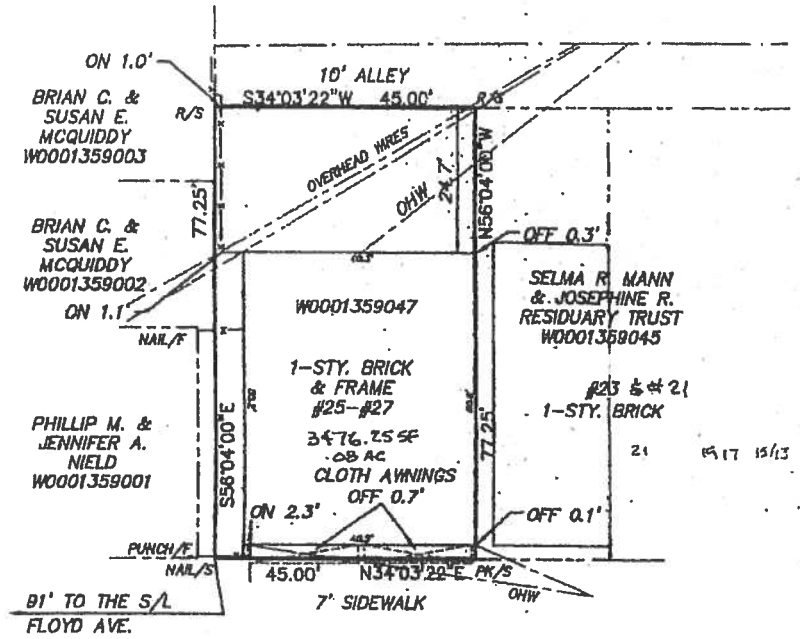 ON 1.0'
10' ALLEY
S34°03'22"W 45.00'
R/S
R/S
BRIAN C. &
SUSAN E.
MCQUIDDY
W0001359003
OVERHEAD WIRES
OHW
24.7'
N56°04'00"W
77.25'
BRIAN C. &
SUSAN E.
MCQUIDDY
W0001359002
ON 1.1'
OFF 0.3'
SELMA R. MANN
& JOSEPHINE R.
RESIDUARY TRUST
W0001359045
W0001359047
NAIL/F
1-STY. BRICK
& FRAME
#25-#27
3476.25 SF
.08 AC
#23 & #21
1-STY. BRICK
21 19 17 15/13
PHILLIP M. &
JENNIFER A.
NIELD
W0001359001
S56°04'00"E
77.25'
CLOTH AWNINGS
OFF 0.7'
ON 2.3'
OFF 0.1'
PUNCH/F
NAIL/S
45.00' N34°03'22"E PK/S
OHW
7' SIDEWALK
91' TO THE S/L
FLOYD AVE.